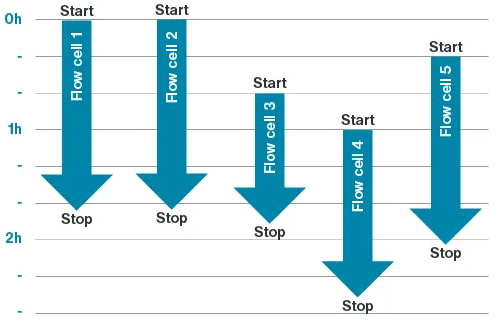 0h
-
-
1h
-
-
2h
-
-
Start
Flow cell 1
Stop
Start
Flow cell 2
Stop
Start
Flow cell 3
Stop
Start
Flow cell 4
Stop
Start
Flow cell 5
Stop